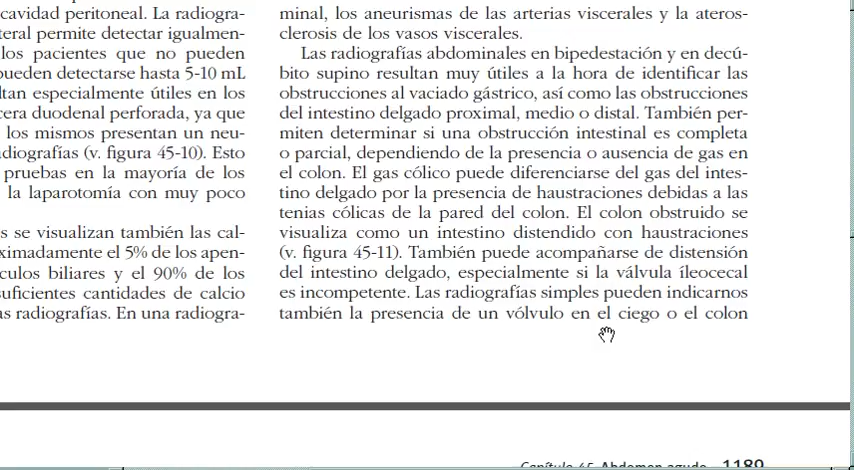 cavidad peritoneal. La radiogra-
teral permite detectar igualmen-
los pacientes que no pueden
pueden detectarse hasta 5-10 mL
ltan especialmente útiles en los
cera duodenal perforada, ya que
los mismos presentan un neu-
diografías (v. figura 45-10). Esto
pruebas en la mayoría de los
la laparotomía con muy poco
s se visualizan también las cal-
ximadamente el 5% de los apen-
culos biliares y el 90% de los
suficientes cantidades de calcio
as radiografías. En una radiogra-
minal, los aneurismas de las arterias viscerales y la ateros-
clerosis de los vasos viscerales.
Las radiografías abdominales en bipedestación y en decú-
bito supino resultan muy útiles a la hora de identificar las
obstrucciones al vaciado gástrico, así como las obstrucciones
del intestino delgado proximal, medio o distal. También per-
miten determinar si una obstrucción intestinal es completa
o parcial, dependiendo de la presencia o ausencia de gas en
el colon. El gas cólico puede diferenciarse del gas del intes-
tino delgado por la presencia de haustraciones debidas a las
tenias cólicas de la pared del colon. El colon obstruido se
visualiza como un intestino distendido con haustraciones
(v. figura 45-11). También puede acompañarse de distensión
del intestino delgado, especialmente si la válvula íleocecal
es incompetente. Las radiografías simples pueden indicarnos
también la presencia de un vólvulo en el ciego o el colon
Capítulo 45 Abdomen agudo 1189